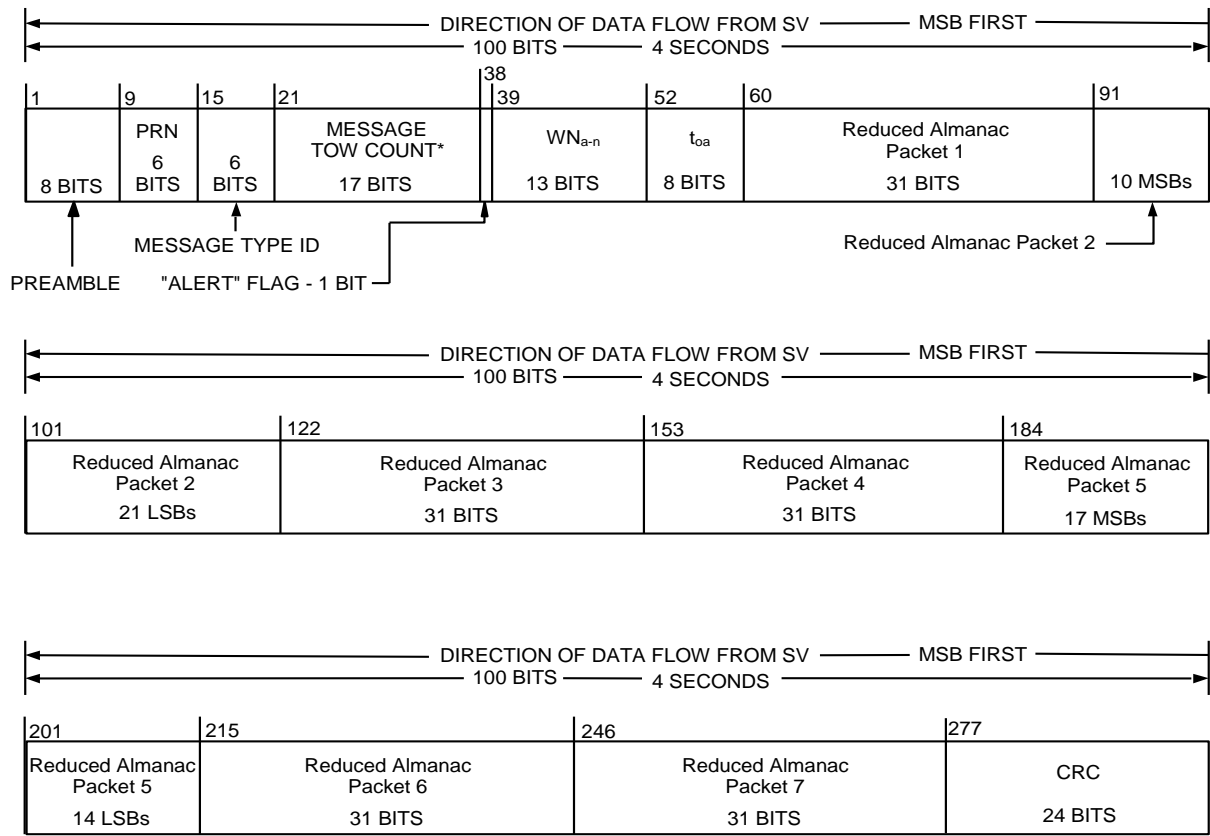 DIRECTION OF DATA FLOW FROM SV MSB FIRST
100 BITS 4 SECONDS
38
1 9 15 21 39 52 60 91
PRN MESSAGE WNa-n toa Reduced Almanac
TOW COUNT* Packet 1
6 6
8 BITS BITS BITS 17 BITS 13 BITS 8 BITS 31 BITS 10 MSBs
MESSAGE TYPE ID Reduced Almanac Packet 2
PREAMBLE "ALERT" FLAG - 1 BIT
DIRECTION OF DATA FLOW FROM SV MSB FIRST
100 BITS 4 SECONDS
101 122 153 184
Reduced Almanac Reduced Almanac Reduced Almanac Reduced Almanac
Packet 2 Packet 3 Packet 4 Packet 5
21 LSBs 31 BITS 31 BITS 17 MSBs
DIRECTION OF DATA FLOW FROM SV MSB FIRST
100 BITS 4 SECONDS
201 215 246 277
Reduced Almanac Reduced Almanac Reduced Almanac CRC
Packet 5 Packet 6 Packet 7
14 LSBs 31 BITS 31 BITS 24 BITS